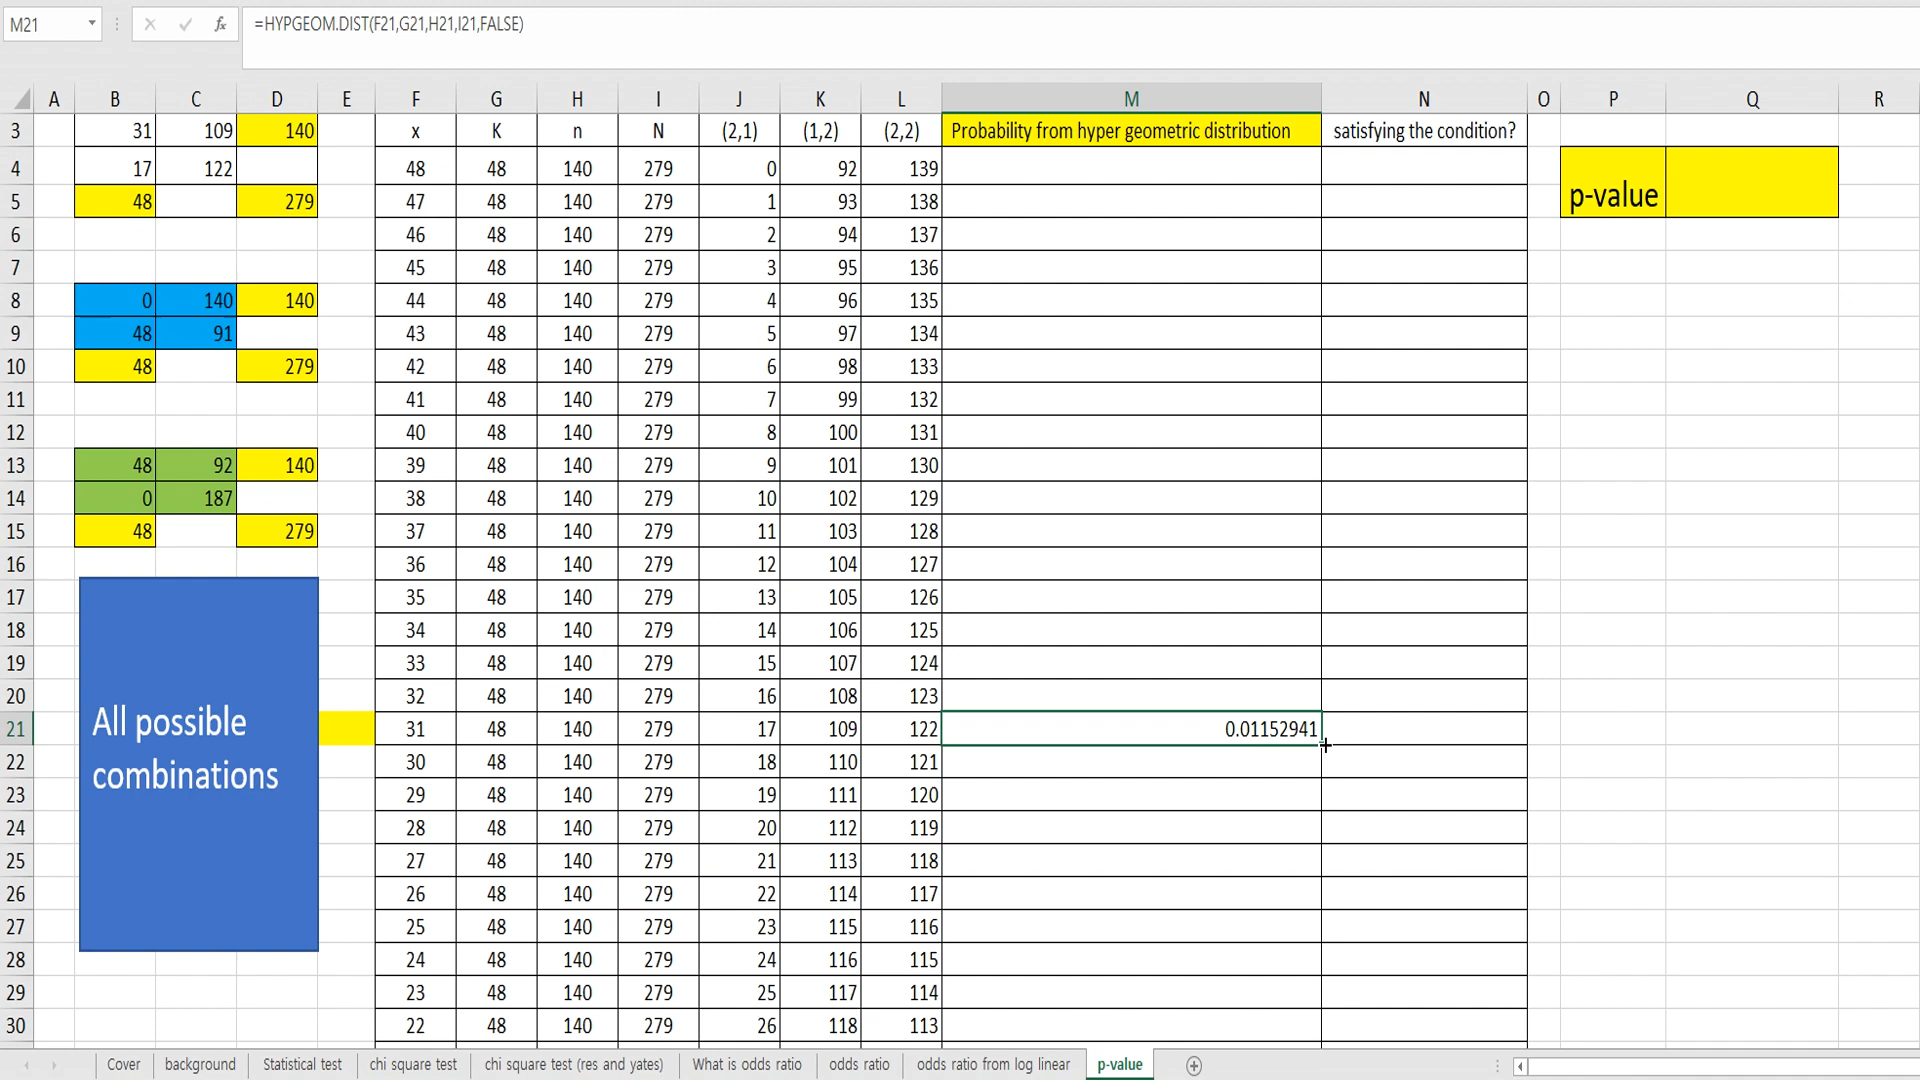 M21
=HYPGEOM.DIST(F21,G21,H21,I21,FALSE)
A B C D E F G H I J K L M N O P Q R
3 31 109 140 x K n N (2,1) (1,2) (2,2) Probability from hyper geometric distribution satisfying the condition?
4 17 122 48 48 140 279 0 92 139 p-value
5 48 279 47 48 140 279 1 93 138
6 46 48 140 279 2 94 137
7 45 48 140 279 3 95 136
8 0 140 140 44 48 140 279 4 96 135
9 48 91 43 48 140 279 5 97 134
10 48 279 42 48 140 279 6 98 133
11 41 48 140 279 7 99 132
12 40 48 140 279 8 100 131
13 48 92 140 39 48 140 279 9 101 130
14 0 187 38 48 140 279 10 102 129
15 48 279 37 48 140 279 11 103 128
16 36 48 140 279 12 104 127
17 35 48 140 279 13 105 126
18 34 48 140 279 14 106 125
19 33 48 140 279 15 107 124
20 32 48 140 279 16 108 123
21 All possible 31 48 140 279 17 109 122 0.01152941
22 combinations 30 48 140 279 18 110 121
23 29 48 140 279 19 111 120
24 28 48 140 279 20 112 119
25 27 48 140 279 21 113 118
26 26 48 140 279 22 114 117
27 25 48 140 279 23 115 116
28 24 48 140 279 24 116 115
29 23 48 140 279 25 117 114
30 22 48 140 279 26 118 113
Cover background Statistical test chi square test chi square test (res and yates) What is odds ratio odds ratio odds ratio from log linear p-value